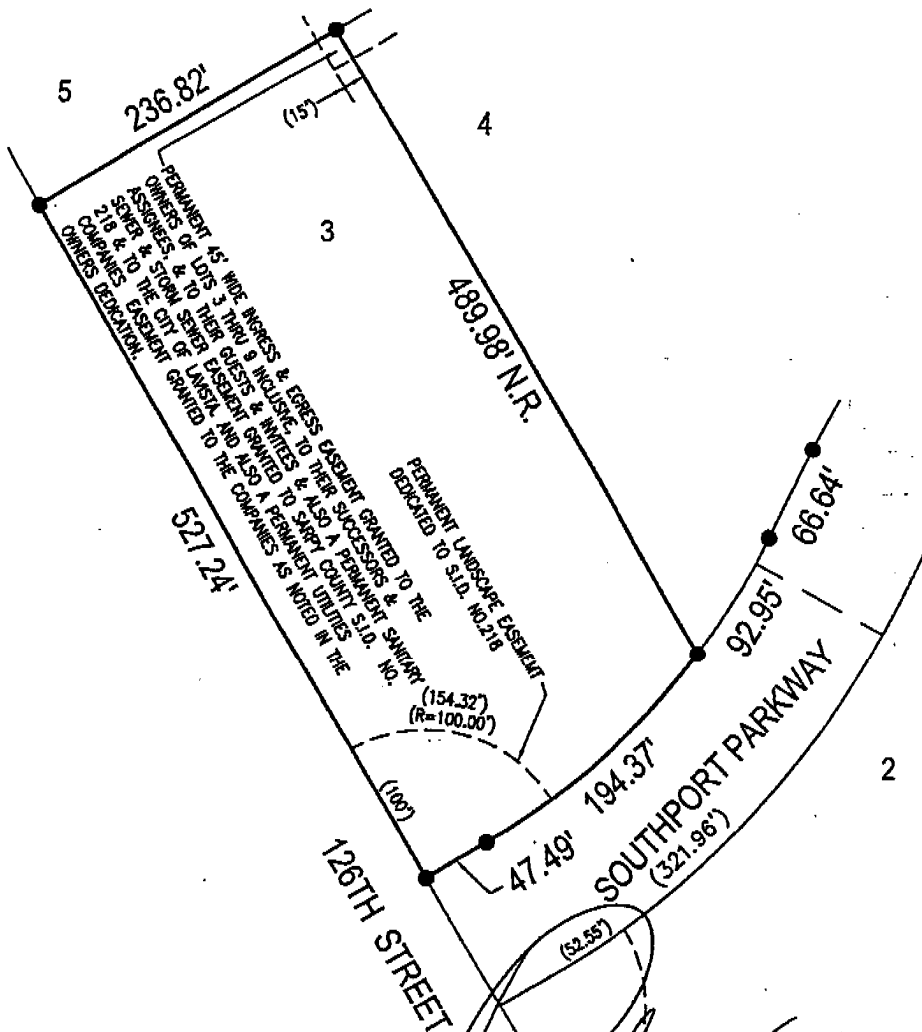 5
236.82'
(15')
4
3
PERMANENT 45' WIDE INGRESS & EGRESS EASEMENT GRANTED TO THE
OWNERS OF LOTS 3 THRU 9 INCLUSIVE, TO THEIR SUCCESSORS &
ASSIGNEES, & TO THEIR GUESTS & INVITEES & ALSO A PERMANENT SANITARY
SEWER & STORM SEWER EASEMENT GRANTED TO SARPY COUNTY S.I.D. NO.
218 & TO THE CITY OF LAVISTA, AND ALSO A PERMANENT UTILITIES
COMPANIES EASEMENT GRANTED TO THE COMPANIES AS NOTED IN THE
OWNERS DEDICATION.
489.98' N.R.
PERMANENT LANDSCAPE EASEMENT
DEDICATED TO S.I.D. NO.218
66.64'
527.24'
92.95'
(154.32')
(R=100.00')
(100')
194.37'
2
47.49'
SOUTHPORT PARKWAY
(321.96')
126TH STREET
(52.55')